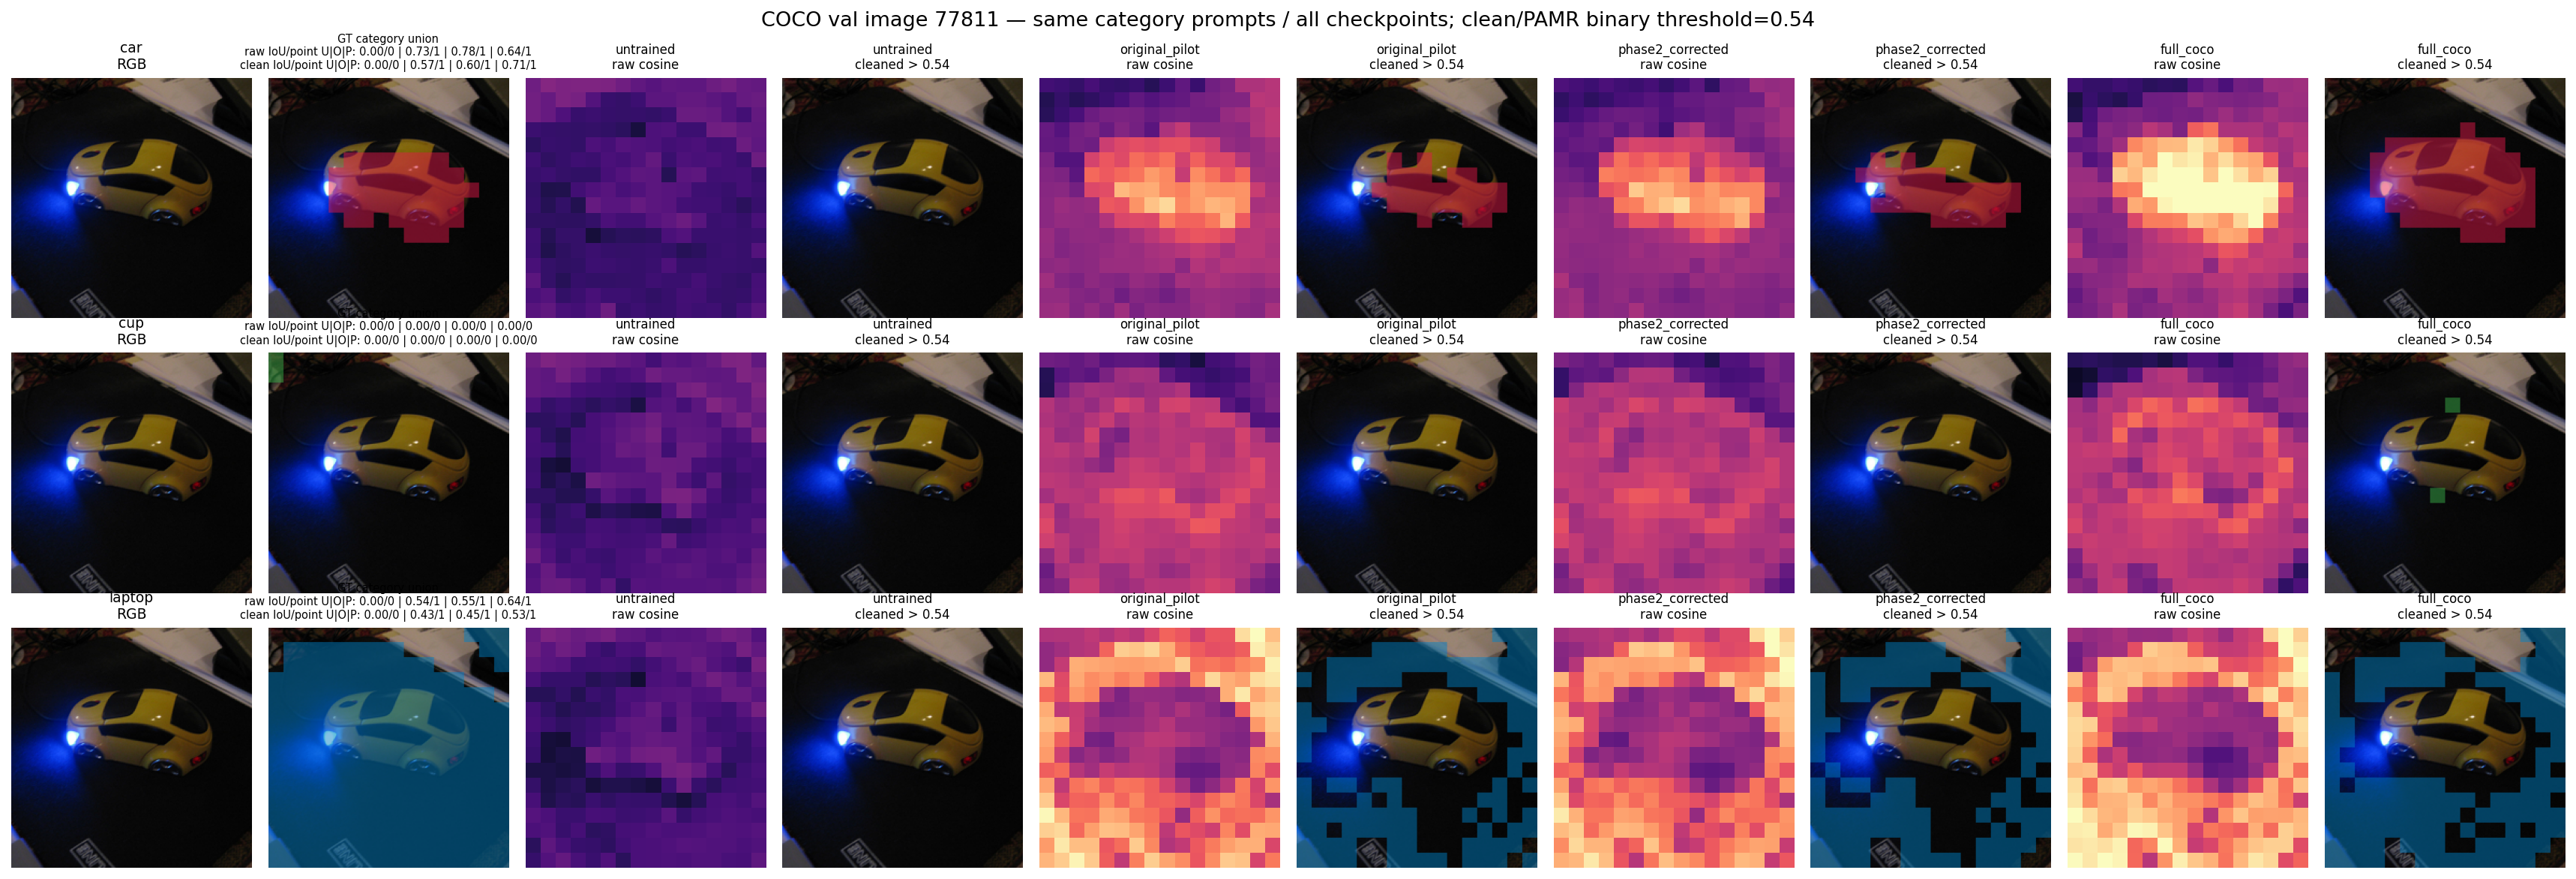 COCO val image 77811 — same category prompts / all checkpoints; clean/PAMR binary threshold=0.54
car
RGB
GT category union
raw IoU/point U|O|P: 0.00/0 | 0.73/1 | 0.78/1 | 0.64/1
clean IoU/point U|O|P: 0.00/0 | 0.57/1 | 0.60/1 | 0.71/1
untrained
raw cosine
untrained
cleaned > 0.54
original_pilot
raw cosine
original_pilot
cleaned > 0.54
phase2_corrected
raw cosine
phase2_corrected
cleaned > 0.54
full_coco
raw cosine
full_coco
cleaned > 0.54
cup
RGB
raw IoU/point U|O|P: 0.00/0 | 0.00/0 | 0.00/0 | 0.00/0
clean IoU/point U|O|P: 0.00/0 | 0.00/0 | 0.00/0 | 0.00/0
untrained
raw cosine
untrained
cleaned > 0.54
original_pilot
raw cosine
original_pilot
cleaned > 0.54
phase2_corrected
raw cosine
phase2_corrected
cleaned > 0.54
full_coco
raw cosine
full_coco
cleaned > 0.54
laptop
RGB
raw IoU/point U|O|P: 0.00/0 | 0.54/1 | 0.55/1 | 0.64/1
clean IoU/point U|O|P: 0.00/0 | 0.43/1 | 0.45/1 | 0.53/1
untrained
raw cosine
untrained
cleaned > 0.54
original_pilot
raw cosine
original_pilot
cleaned > 0.54
phase2_corrected
raw cosine
phase2_corrected
cleaned > 0.54
full_coco
raw cosine
full_coco
cleaned > 0.54